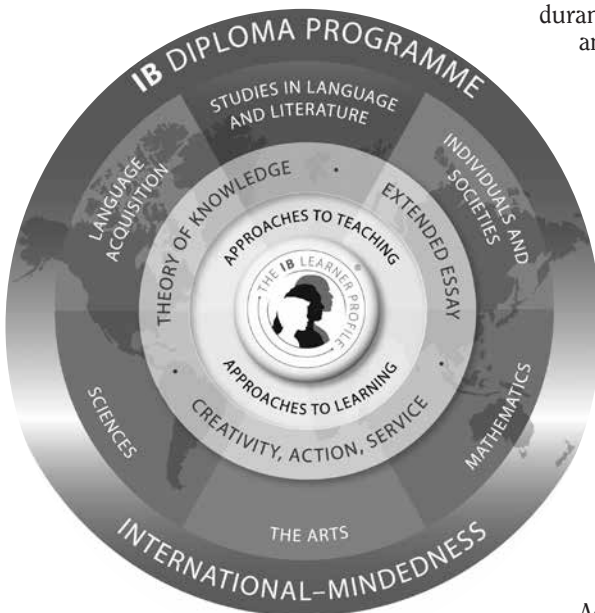 duran
an
IB DIPLOMA PROGRAMME
STUDIES IN LANGUAGE
AND LITERATURE
LANGUAGE
ACQUISITION
INDIVIDUALS AND
SOCIETIES
THEORY OF KNOWLEDGE
EXTENDED ESSAY
APPROACHES TO TEACHING
THE IB LEARNER PROFILE
®
APPROACHES TO LEARNING
CREATIVITY, ACTION, SERVICE
SCIENCES
MATHEMATICS
THE ARTS
INTERNATIONAL–MINDEDNESS